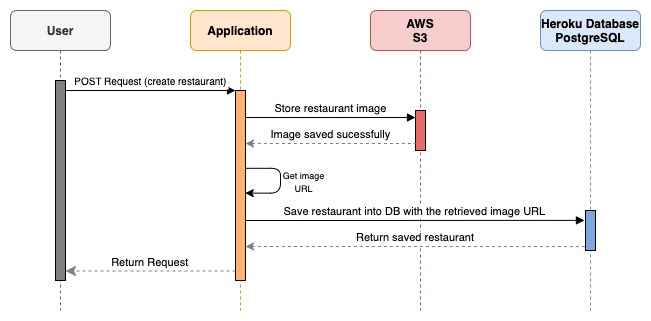 User
Application
AWS
S3
Heroku Database
PostgreSQL
POST Request (create restaurant)
Store restaurant image
Image saved sucessfully
Get image
URL
Save restaurant into DB with the retrieved image URL
Return saved restaurant
Return Request